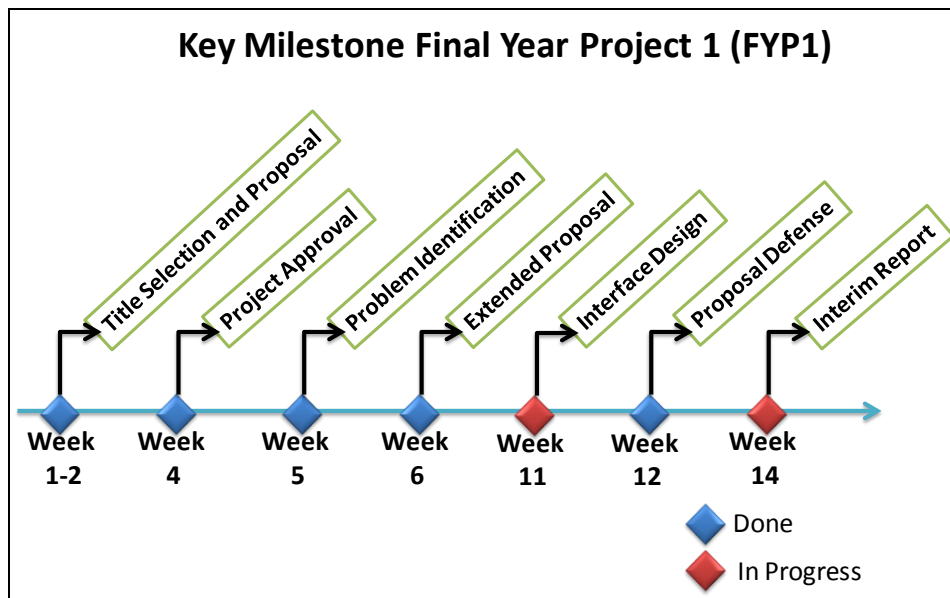 Key Milestone Final Year Project 1 (FYP1)
Title Selection and Proposal
Project Approval
Problem Identification
Extended Proposal
Interface Design
Proposal Defense
Interim Report
Week
1-2
Week
4
Week
5
Week
6
Week
11
Week
12
Week
14
Done
In Progress